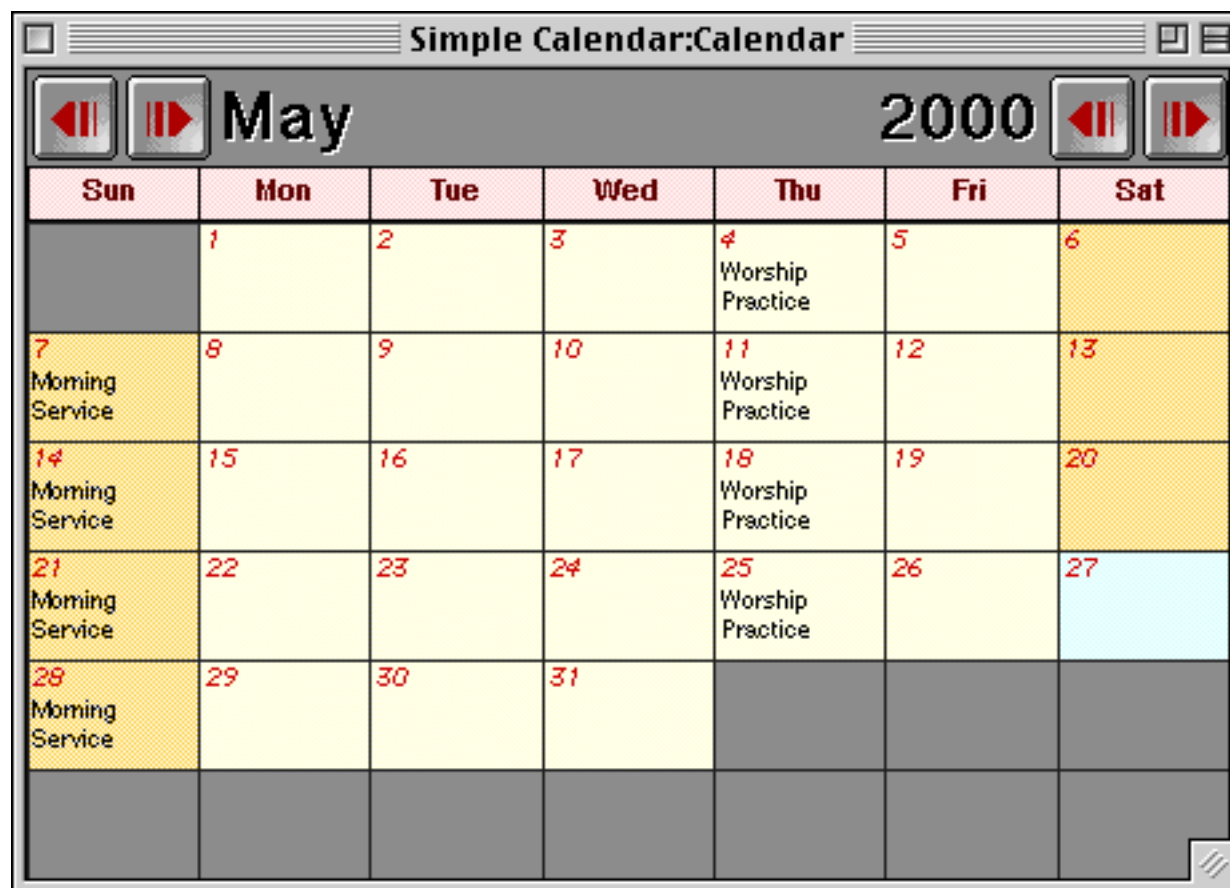 Simple Calendar:Calendar
May 2000
Sun Mon Tue Wed Thu Fri Sat
1 2 3 4 5 6
Worship
Practice
7 8 9 10 11 12 13
Morning Worship
Service Practice
14 15 16 17 18 19 20
Morning Worship
Service Practice
21 22 23 24 25 26 27
Morning Worship
Service Practice
28 29 30 31
Morning
Service